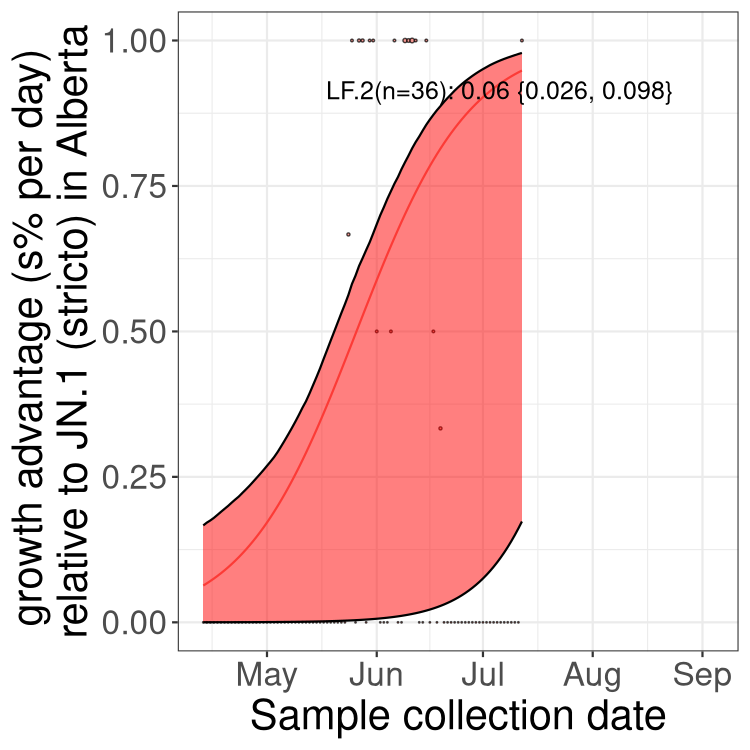 growth advantage (s% per day)
relative to JN.1 (stricto) in Alberta
1.00
0.75
0.50
0.25
0.00
LF.2(n=36): 0.06 {0.026, 0.098}
May Jun Jul Aug Sep
Sample collection date